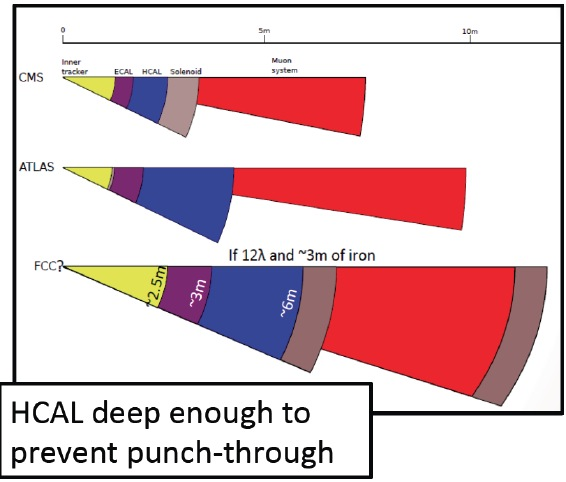 0 5m 10m
Inner
tracker ECAL HCAL Solenoid Muon
system
CMS
ATLAS
If 12λ and ~3m of iron
FCC?
~2.5m ~3m ~6m
HCAL deep enough to
prevent punch-through